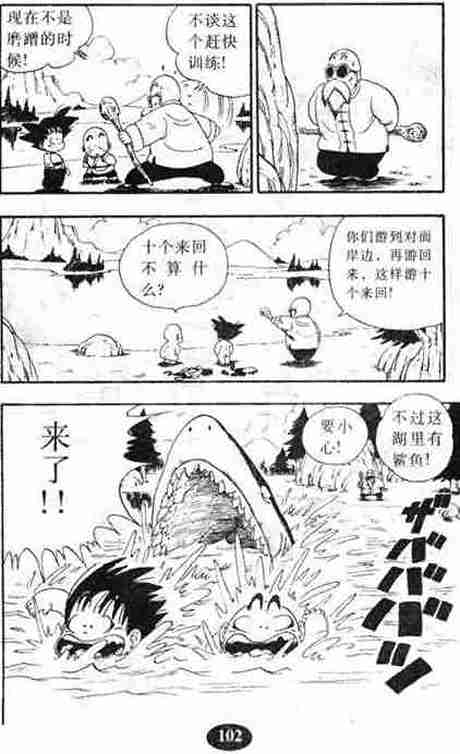 不谈这
个赶快
训练!
现在不是
磨蹭的时
候!
你们游到对面
岸边，再游回
来，这样游十
个来回!
十个来回
不算什
么?
不过这
湖里有
鲨鱼!
要小
心!
ザバババッ
来了!!
102